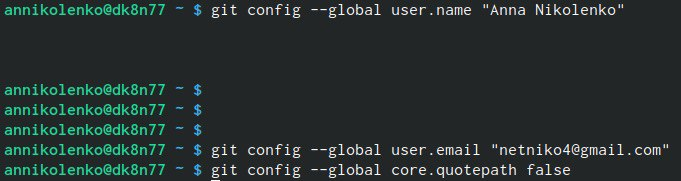 annikolenko@dk8n77 ~ $ git config --global user.name "Anna Nikolenko"
annikolenko@dk8n77 ~ $
annikolenko@dk8n77 ~ $
annikolenko@dk8n77 ~ $
annikolenko@dk8n77 ~ $ git config --global user.email "netniko4@gmail.com"
annikolenko@dk8n77 ~ $ git config --global core.quotepath false